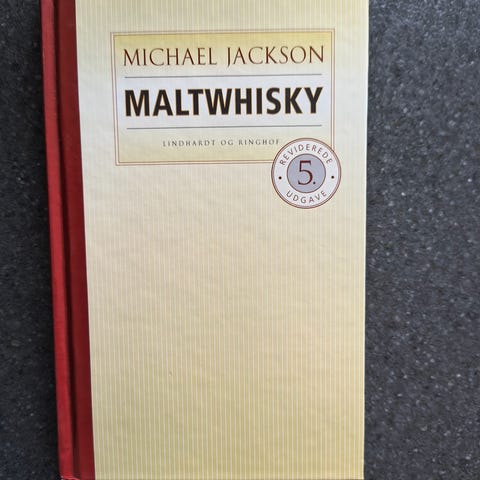 MICHAEL JACKSON
MALTWHISKY
LINDHARDT OG RINGHOF
REVIDEREDE
5.
UDGAVE